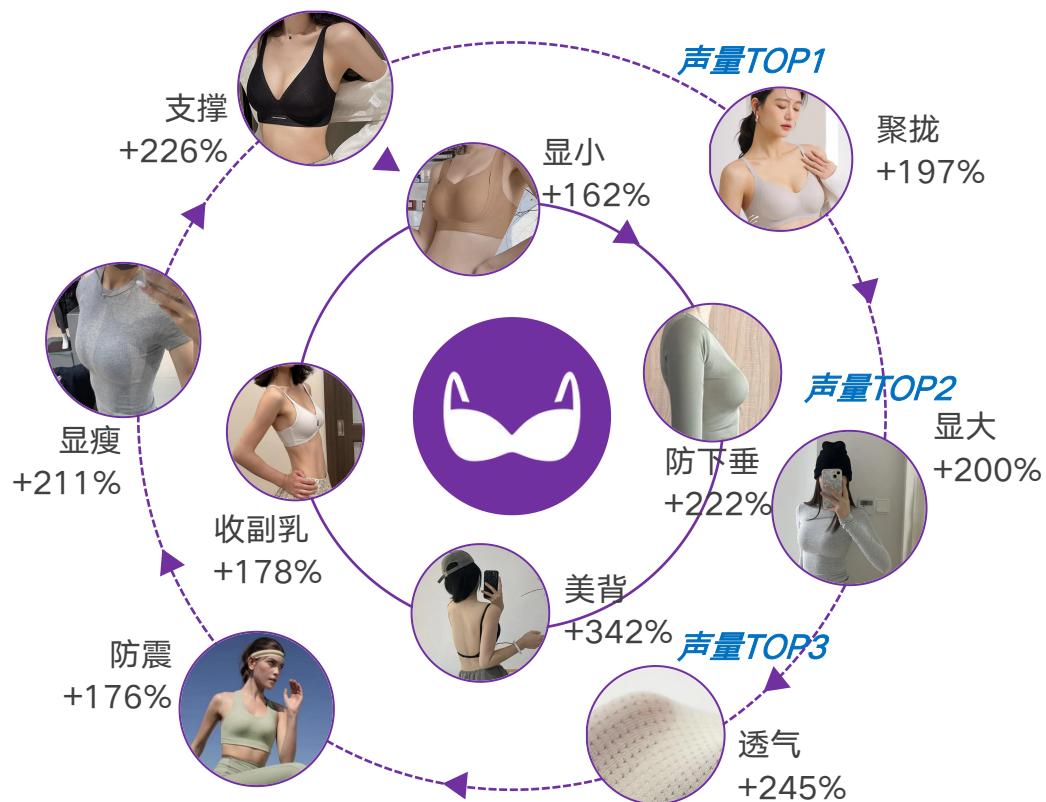 声量TOP1
支撑
+226%
聚拢
+197%
显小
+162%
声量TOP2
显大
+200%
显瘦
+211%
防下垂
+222%
收副乳
+178%
美背
+342%
声量TOP3
防震
+176%
透气
+245%